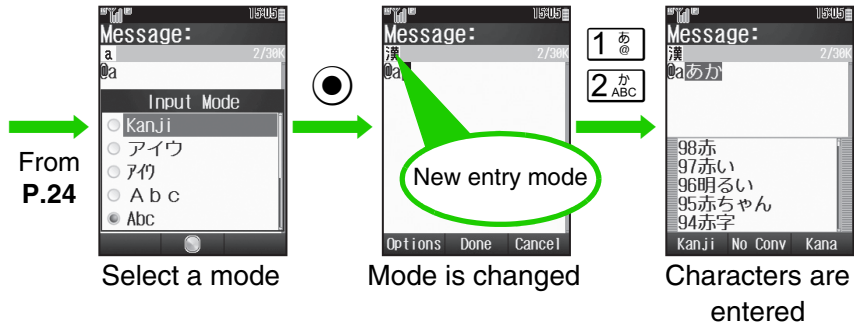 From
P.24
15:05
Message:
a 2/30K
@a
Input Mode
Kanji
アイウ
ｱｲｳ
Ａｂｃ
Abc
Select a mode
15:05
Message:
漢 2/30K
@a
New entry mode
Options Done Cancel
Mode is changed
1 あ @
2 か ABC
15:05
Message:
漢 2/30K
@aあか
98赤
97赤い
96明るい
95赤ちゃん
94赤字
Kanji No Conv Kana
Characters are
entered